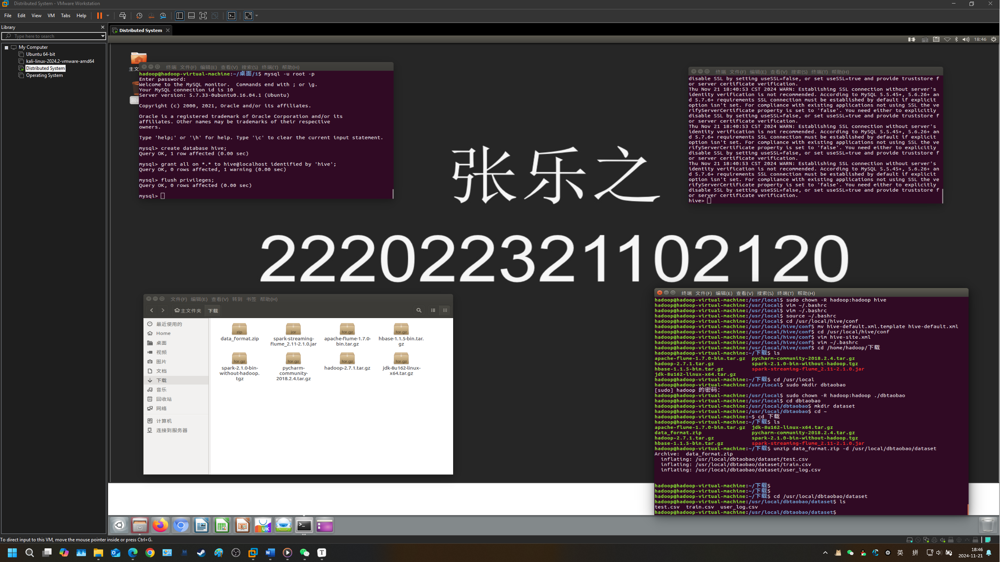 Distributed System - VMware Workstation
File Edit View VM Tabs Help
Library
Type here to search
My Computer
Ubuntu 64-bit
kali-linux-2024.2-vmware-amd64
Distributed System
Operating System
Distributed System
18:46
终端 文件(F) 编辑(E) 查看(V) 搜索(S) 终端(T) 帮助(H)
hadoop@hadoop-virtual-machine:~/桌面/1$ mysql -u root -p
Enter password:
Welcome to the MySQL monitor.  Commands end with ; or \g.
Your MySQL connection id is 10
Server version: 5.7.33-0ubuntu0.16.04.1 (Ubuntu)
Copyright (c) 2000, 2021, Oracle and/or its affiliates.
Oracle is a registered trademark of Oracle Corporation and/or its
affiliates. Other names may be trademarks of their respective
owners.
Type 'help;' or '\h' for help. Type '\c' to clear the current input statement.
mysql> create database hive;
Query OK, 1 row affected (0.00 sec)
mysql> grant all on *.* to hive@localhost identified by 'hive';
Query OK, 0 rows affected, 1 warning (0.00 sec)
mysql> flush privileges;
Query OK, 0 rows affected (0.00 sec)
mysql>
终端 文件(F) 编辑(E) 查看(V) 搜索(S) 终端(T) 帮助(H)
disable SSL by setting useSSL=false, or set useSSL=true and provide truststore f
or server certificate verification.
Thu Nov 21 18:40:53 CST 2024 WARN: Establishing SSL connection without server's
identity verification is not recommended. According to MySQL 5.5.45+, 5.6.26+ an
d 5.7.6+ requirements SSL connection must be established by default if explicit
option isn't set. For compliance with existing applications not using SSL the ve
rifyServerCertificate property is set to 'false'. You need either to explicitly
disable SSL by setting useSSL=false, or set useSSL=true and provide truststore f
or server certificate verification.
Thu Nov 21 18:40:53 CST 2024 WARN: Establishing SSL connection without server's
identity verification is not recommended. According to MySQL 5.5.45+, 5.6.26+ an
d 5.7.6+ requirements SSL connection must be established by default if explicit
option isn't set. For compliance with existing applications not using SSL the ve
rifyServerCertificate property is set to 'false'. You need either to explicitly
disable SSL by setting useSSL=false, or set useSSL=true and provide truststore f
or server certificate verification.
Thu Nov 21 18:40:53 CST 2024 WARN: Establishing SSL connection without server's
identity verification is not recommended. According to MySQL 5.5.45+, 5.6.26+ an
d 5.7.6+ requirements SSL connection must be established by default if explicit
option isn't set. For compliance with existing applications not using SSL the ve
rifyServerCertificate property is set to 'false'. You need either to explicitly
disable SSL by setting useSSL=false, or set useSSL=true and provide truststore f
or server certificate verification.
hive>
张乐之
222022321102120
文件(F) 编辑(E) 查看(V) 转到 书签 帮助(H)
主文件夹 下载
最近使用的
Home
桌面
视频
图片
文档
下载
音乐
回收站
网络
计算机
连接到服务器
zip jar tar.gz tar.gz
data_format.zip
spark-streaming-
flume_2.11-2.1.0.jar
apache-flume-1.7.0-
bin.tar.gz
hbase-1.1.5-bin.tar.
gz
tar.gz tar.gz tar.gz tar.gz
spark-2.1.0-bin-
without-hadoop.
tgz
pycharm-
community-
2018.2.4.tar.gz
hadoop-2.7.1.tar.gz
jdk-8u162-linux-
x64.tar.gz
终端 文件(F) 编辑(E) 查看(V) 搜索(S) 终端(T) 帮助(H)
hadoop@hadoop-virtual-machine:/usr/local$ sudo chown -R hadoop:hadoop hive
hadoop@hadoop-virtual-machine:/usr/local$ vim ~/.bashrc
hadoop@hadoop-virtual-machine:/usr/local$ vim ~/.bashrc
hadoop@hadoop-virtual-machine:/usr/local$ source ~/.bashrc
hadoop@hadoop-virtual-machine:/usr/local$ cd /usr/local/hive/conf
hadoop@hadoop-virtual-machine:/usr/local/hive/conf$ mv hive-default.xml.template hive-default.xml
hadoop@hadoop-virtual-machine:/usr/local/hive/conf$ cd /usr/local/hive/conf
hadoop@hadoop-virtual-machine:/usr/local/hive/conf$ vim hive-site.xml
hadoop@hadoop-virtual-machine:/usr/local/hive/conf$ vim ~/.bashrc
hadoop@hadoop-virtual-machine:/usr/local/hive/conf$ cd /home/hadoop/下载
hadoop@hadoop-virtual-machine:~/下载$ ls
apache-flume-1.7.0-bin.tar.gz  pycharm-community-2018.2.4.tar.gz
hadoop-2.7.1.tar.gz            spark-2.1.0-bin-without-hadoop.tgz
hbase-1.1.5-bin.tar.gz         spark-streaming-flume_2.11-2.1.0.jar
jdk-8u162-linux-x64.tar.gz
hadoop@hadoop-virtual-machine:~/下载$ cd /usr/local
hadoop@hadoop-virtual-machine:/usr/local$ sudo mkdir dbtaobao
[sudo] hadoop 的密码：
hadoop@hadoop-virtual-machine:/usr/local$ sudo chown -R hadoop:hadoop ./dbtaobao
hadoop@hadoop-virtual-machine:/usr/local$ cd dbtaobao
hadoop@hadoop-virtual-machine:/usr/local/dbtaobao$ mkdir dataset
hadoop@hadoop-virtual-machine:/usr/local/dbtaobao$ cd ~
hadoop@hadoop-virtual-machine:~$ cd 下载
hadoop@hadoop-virtual-machine:~/下载$ ls
apache-flume-1.7.0-bin.tar.gz  jdk-8u162-linux-x64.tar.gz
data_format.zip                pycharm-community-2018.2.4.tar.gz
hadoop-2.7.1.tar.gz            spark-2.1.0-bin-without-hadoop.tgz
hbase-1.1.5-bin.tar.gz         spark-streaming-flume_2.11-2.1.0.jar
hadoop@hadoop-virtual-machine:~/下载$ unzip data_format.zip -d /usr/local/dbtaobao/dataset
Archive:  data_format.zip
  inflating: /usr/local/dbtaobao/dataset/test.csv
  inflating: /usr/local/dbtaobao/dataset/train.csv
  inflating: /usr/local/dbtaobao/dataset/user_log.csv
hadoop@hadoop-virtual-machine:~/下载$
hadoop@hadoop-virtual-machine:~/下载$
hadoop@hadoop-virtual-machine:~/下载$ cd /usr/local/dbtaobao/dataset
hadoop@hadoop-virtual-machine:/usr/local/dbtaobao/dataset$ ls
test.csv  train.csv  user_log.csv
hadoop@hadoop-virtual-machine:/usr/local/dbtaobao/dataset$
UK
To direct input to this VM, move the mouse pointer inside or press Ctrl+G.
英 拼
18:46
2024-11-21